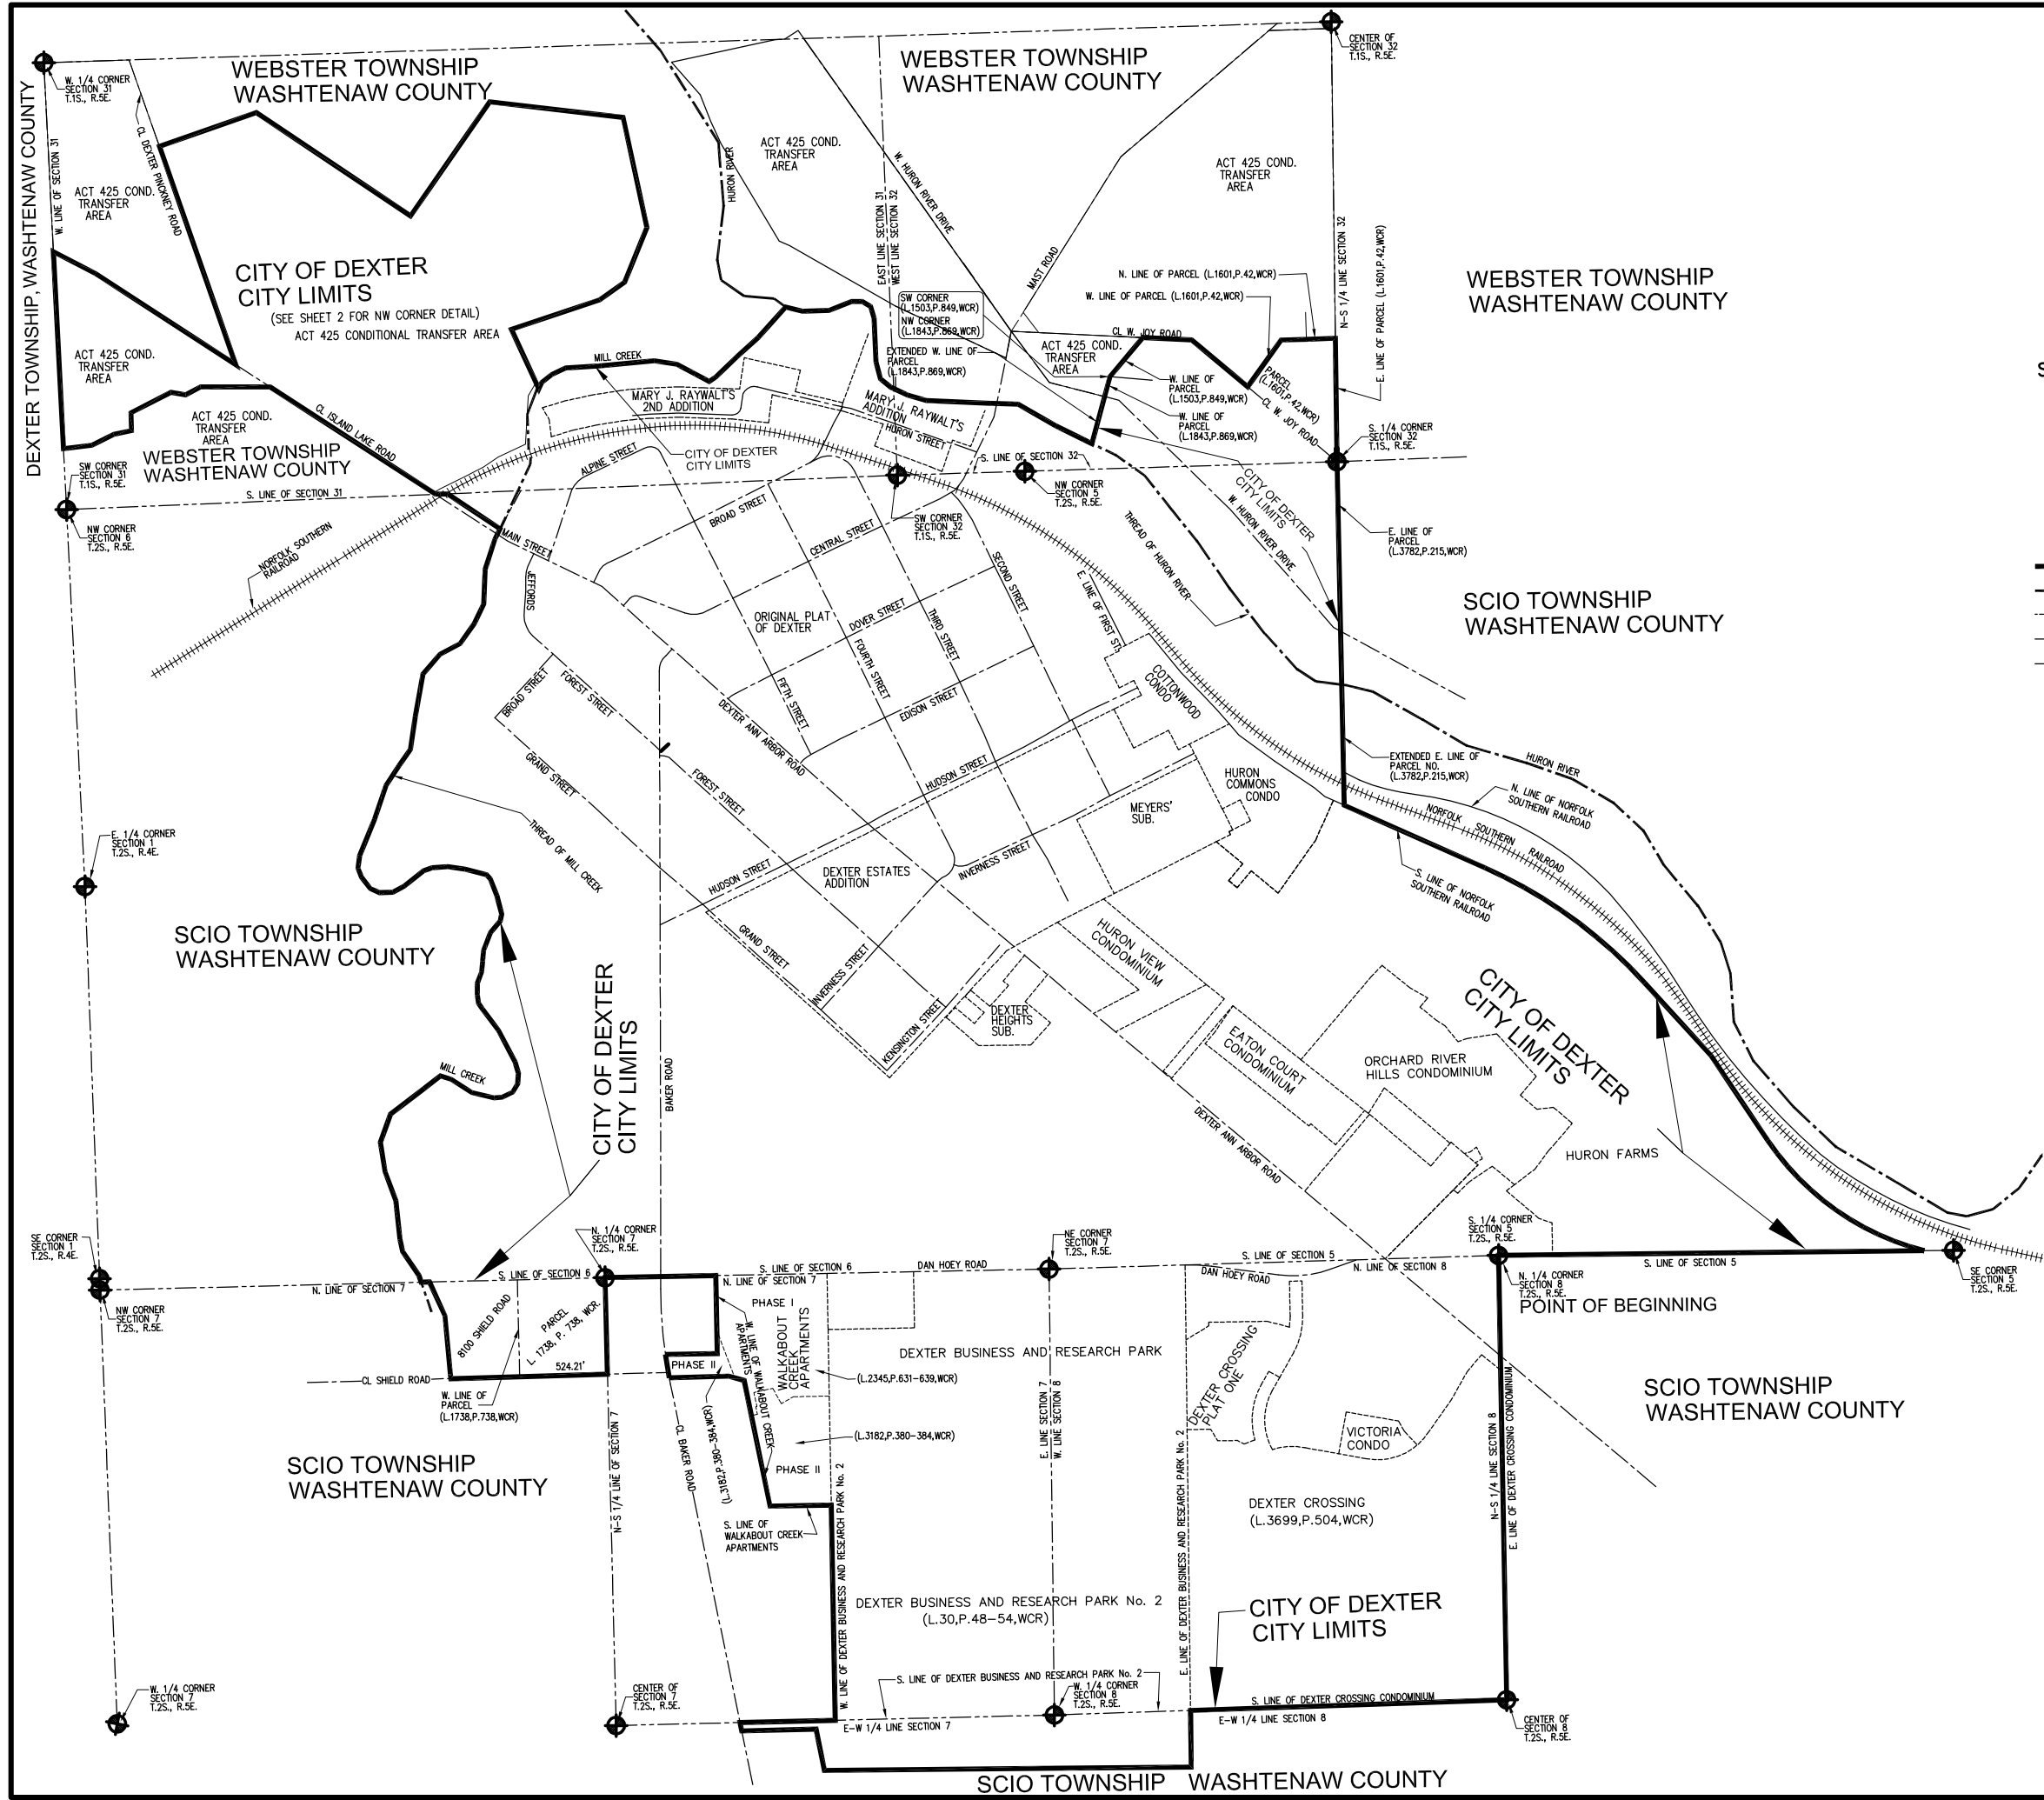 CENTER OF
SECTION 32
T.1S., R.5E.
WEBSTER TOWNSHIP
WASHTENAW COUNTY
WEBSTER TOWNSHIP
WASHTENAW COUNTY
W. 1/4 CORNER
SECTION 31
T.1S., R.5E.
DEXTER TOWNSHIP, WASHTENAW COUNTY
W. LINE OF SECTION 31
CL DEXTER PINCKNEY ROAD
ACT 425 COND.
TRANSFER
AREA
HURON RIVER
ACT 425 COND.
TRANSFER
AREA
W. HURON RIVER DRIVE
ACT 425 COND.
TRANSFER
AREA
EAST LINE SECTION 31
WEST LINE SECTION 32
MAST ROAD
N-S 1/4 LINE SECTION 32
E. LINE OF PARCEL (L.1601,P.42,WCR)
CITY OF DEXTER
CITY LIMITS
(SEE SHEET 2 FOR NW CORNER DETAIL)
ACT 425 CONDITIONAL TRANSFER AREA
N. LINE OF PARCEL (L.1601,P.42,WCR)
W. LINE OF PARCEL (L.1601,P.42,WCR)
WEBSTER TOWNSHIP
WASHTENAW COUNTY
SW CORNER
(L.1503,P.849,WCR)
NW CORNER
(L.1843,P.869,WCR)
EXTENDED W. LINE OF
PARCEL
(L.1843,P.869,WCR)
CL W. JOY ROAD
ACT 425 COND.
TRANSFER
AREA
ACT 425 COND.
TRANSFER
AREA
MILL CREEK
W. LINE OF
PARCEL
(L.1503,P.849,WCR)
W. LINE OF
PARCEL
(L.1843,P.869,WCR)
PARCEL
(L.1601,P.42,WCR)
CL W. JOY ROAD
MARY J. RAYWALT'S
2ND ADDITION
MARY J. RAYWALT'S
ADDITION
HURON STREET
ACT 425 COND.
TRANSFER
AREA
CL ISLAND LAKE ROAD
WEBSTER TOWNSHIP
WASHTENAW COUNTY
SW CORNER
SECTION 31
T.1S., R.5E.
S. LINE OF SECTION 31
ALPINE STREET
CITY OF DEXTER
CITY LIMITS
S. LINE OF SECTION 32
S. 1/4 CORNER
SECTION 32
T.1S., R.5E.
NW CORNER
SECTION 5
T.2S., R.5E.
CITY OF DEXTER
CITY LIMITS
W. HURON RIVER DRIVE
NW CORNER
SECTION 6
T.2S., R.5E.
NORFOLK SOUTHERN
RAILROAD
MAIN STREET
BROAD STREET
CENTRAL STREET
SW CORNER
SECTION 32
T.1S., R.5E.
THREAD OF HURON RIVER
E. LINE OF
PARCEL
(L.3782,P.215,WCR)
JEFFORDS
SECOND STREET
E. LINE OF FIRST ST.
SCIO TOWNSHIP
WASHTENAW COUNTY
ORIGINAL PLAT
OF DEXTER
DOVER STREET
THIRD STREET
FOURTH STREET
FIFTH STREET
EDISON STREET
COTTONWOOD
CONDO
BROAD STREET
FOREST STREET
DEXTER ANN ARBOR ROAD
GRAND STREET
FOREST STREET
HUDSON STREET
HURON
COMMONS
CONDO
EXTENDED E. LINE OF
PARCEL NO.
(L.3782,P.215,WCR)
HURON RIVER
N. LINE OF NORFOLK
SOUTHERN RAILROAD
MEYERS'
SUB.
NORFOLK SOUTHERN RAILROAD
THREAD OF MILL CREEK
E. 1/4 CORNER
SECTION 1
T.2S., R.4E.
HUDSON STREET
DEXTER ESTATES
ADDITION
INVERNESS STREET
S. LINE OF NORFOLK
SOUTHERN RAILROAD
SCIO TOWNSHIP
WASHTENAW COUNTY
GRAND STREET
INVERNESS STREET
HURON VIEW
CONDOMINIUM
KENSINGTON STREET
DEXTER
HEIGHTS
SUB.
CITY OF DEXTER
CITY LIMITS
CITY OF DEXTER
CITY LIMITS
EATON COURT
CONDOMINIUM
ORCHARD RIVER
HILLS CONDOMINIUM
MILL CREEK
BAKER ROAD
DEXTER ANN ARBOR ROAD
HURON FARMS
SE CORNER
SECTION 1
T.2S., R.4E.
N. 1/4 CORNER
SECTION 7
T.2S., R.5E.
NE CORNER
SECTION 7
T.2S., R.5E.
S. 1/4 CORNER
SECTION 5
T.2S., R.5E.
S. LINE OF SECTION 6
S. LINE OF SECTION 6
DAN HOEY ROAD
S. LINE OF SECTION 5
N. LINE OF SECTION 7
N. LINE OF SECTION 7
DAN HOEY ROAD
N. LINE OF SECTION 8
S. LINE OF SECTION 5
SE CORNER
SECTION 5
T.2S., R.5E.
NW CORNER
SECTION 7
T.2S., R.5E.
N. 1/4 CORNER
SECTION 8
T.2S., R.5E.
POINT OF BEGINNING
8100 SHIELD ROAD
PARCEL
L. 1738, P. 738, WCR.
524.21'
PHASE I
W. LINE OF WALKABOUT CREEK
APARTMENTS
WALKABOUT
CREEK
APARTMENTS
PHASE II
DEXTER BUSINESS AND RESEARCH PARK
(L.2345,P.631-639,WCR)
CL SHIELD ROAD
W. LINE OF
PARCEL
(L.1738,P.738,WCR)
DEXTER CROSSING
PLAT ONE
VICTORIA
CONDO
SCIO TOWNSHIP
WASHTENAW COUNTY
E. LINE SECTION 7
W. LINE SECTION 8
(L.3182,P.380-384,WCR)
(L.3182,P.380-384,WCR)
PHASE II
CL BAKER ROAD
N-S 1/4 LINE OF SECTION 7
SCIO TOWNSHIP
WASHTENAW COUNTY
S. LINE OF
WALKABOUT CREEK
APARTMENTS
W. LINE OF DEXTER BUSINESS AND RESEARCH PARK No. 2
E. LINE OF DEXTER BUSINESS AND RESEARCH PARK No. 2
DEXTER CROSSING
(L.3699,P.504,WCR)
N-S 1/4 LINE SECTION 8
E. LINE OF DEXTER CROSSING CONDOMINIUM
DEXTER BUSINESS AND RESEARCH PARK No. 2
(L.30,P.48-54,WCR)
CITY OF DEXTER
CITY LIMITS
W. 1/4 CORNER
SECTION 7
T.2S., R.5E.
CENTER OF
SECTION 7
T.2S., R.5E.
S. LINE OF DEXTER BUSINESS AND RESEARCH PARK No. 2
W. 1/4 CORNER
SECTION 8
T.2S., R.5E.
S. LINE OF DEXTER CROSSING CONDOMINIUM
E-W 1/4 LINE SECTION 7
E-W 1/4 LINE SECTION 8
CENTER OF
SECTION 8
T.2S., R.5E.
SCIO TOWNSHIP WASHTENAW COUNTY